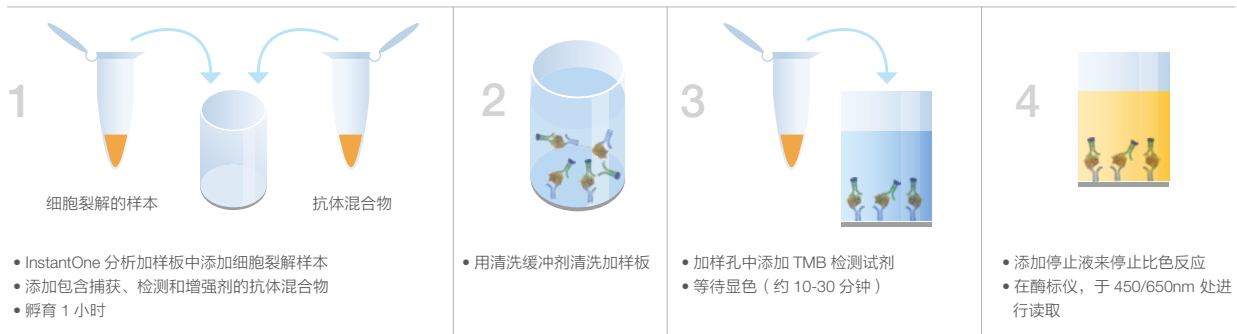 1
细胞裂解的样本
抗体混合物
• InstantOne 分析加样板中添加细胞裂解样本
• 添加包含捕获、检测和增强剂的抗体混合物
• 孵育 1 小时
2
• 用清洗缓冲剂清洗加样板
3
• 加样孔中添加 TMB 检测试剂
• 等待显色（约 10-30 分钟）
4
• 添加停止液来停止比色反应
• 在酶标仪，于 450/650nm 处进
行读取